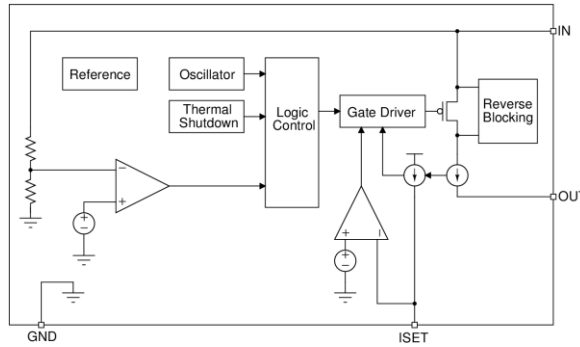 IN
Reference
Oscillator
Thermal
Shutdown
Logic
Control
Gate Driver
Reverse
Blocking
−
+
+
−
+
−
+
−
OUT
GND
ISET